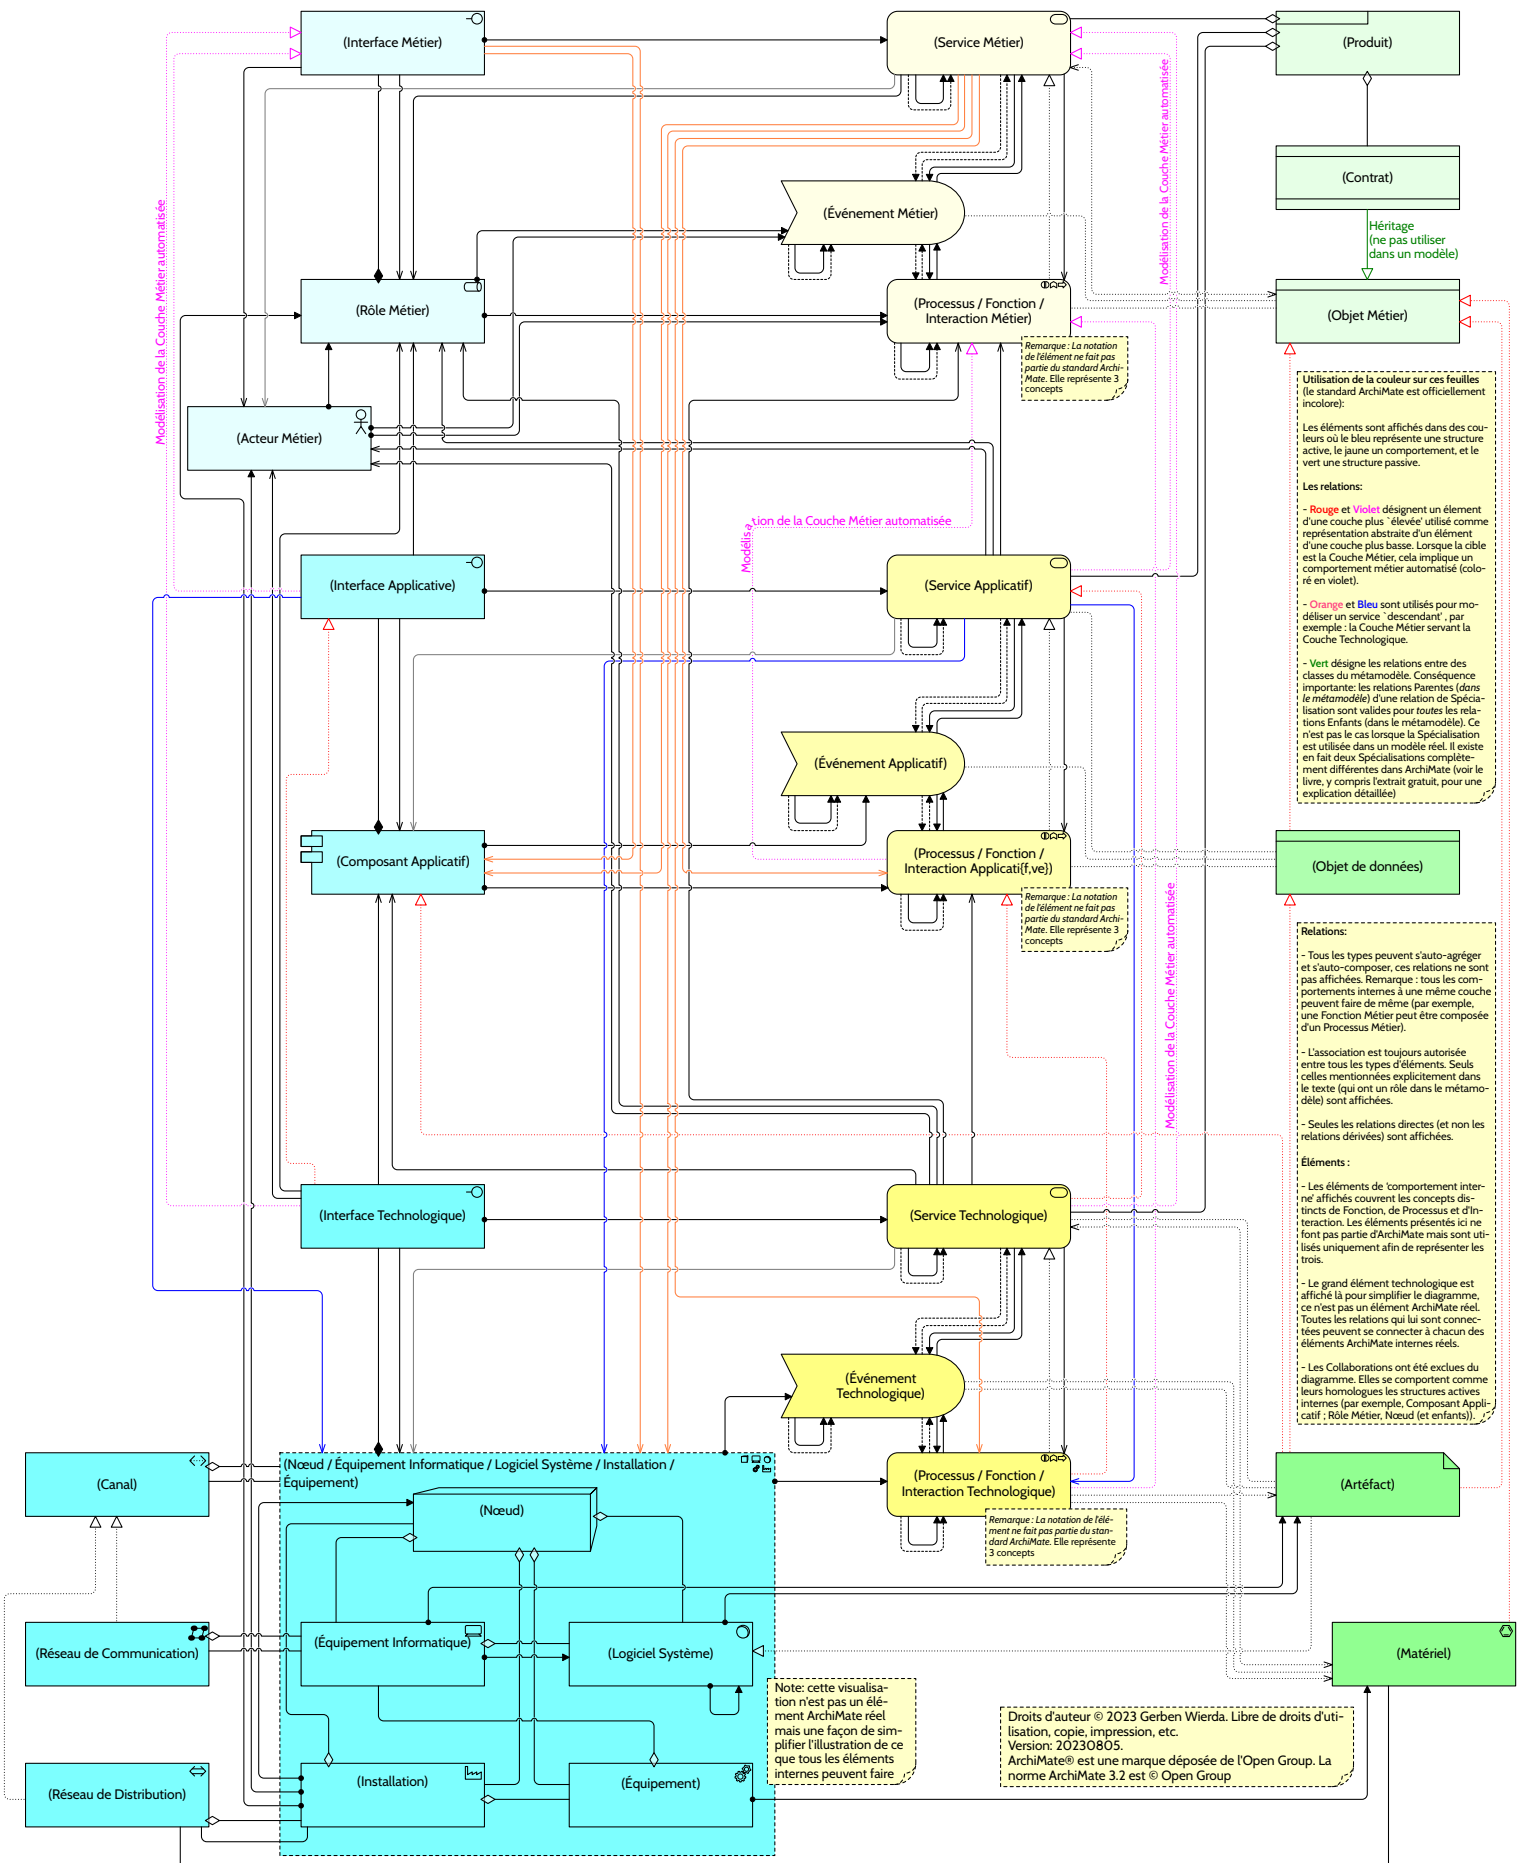 (Interface Métier)
(Service Métier)
(Produit)
(Contrat)
Héritage
(ne pas utiliser
dans un modèle)
(Événement Métier)
Modélisation de la Couche Métier automatisée
Modélisation de la Couche Métier automatisée
(Rôle Métier)
(Processus / Fonction /
Interaction Métier)
(Objet Métier)
Remarque : La notation
de l'élément ne fait pas
partie du standard Archi-
Mate. Elle représente 3
concepts
(Acteur Métier)
Utilisation de la couleur sur ces feuilles
(le standard ArchiMate est officiellement
incolore):
Les éléments sont affichés dans des cou-
leurs où le bleu représente une structure
active, le jaune un comportement, et le
vert une structure passive.
Les relations:
- Rouge et Violet désignent un élement
d'une couche plus `élevée' utilisé comme
représentation abstraite d'un élément
d'une couche plus basse. Lorsque la cible
est la Couche Métier, cela implique un
comportement métier automatisé (colo-
ré en violet).
- Orange et Bleu sont utilisés pour mo-
déliser un service `descendant' , par
exemple : la Couche Métier servant la
Couche Technologique.
- Vert désigne les relations entre des
classes du métamodèle. Conséquence
importante: les relations Parentes (dans
le métamodèle) d'une relation de Spécia-
lisation sont valides pour toutes les rela-
tions Enfants (dans le métamodèle). Ce
n'est pas le cas lorsque la Spécialisation
est utilisée dans un modèle réel. Il existe
en fait deux Spécialisations complète-
ment différentes dans ArchiMate (voir le
livre, y compris l'extrait gratuit, pour une
explication détaillée)
Modélisation de la Couche Métier automatisée
(Interface Applicative)
(Service Applicatif)
(Événement Applicatif)
(Composant Applicatif)
(Processus / Fonction /
Interaction Applicati{f,ve})
(Objet de données)
Remarque : La notation
de l'élément ne fait pas
partie du standard Archi-
Mate. Elle représente 3
concepts
Modélisation de la Couche Métier automatisée
Relations:
- Tous les types peuvent s'auto-agréger
et s'auto-composer, ces relations ne sont
pas affichées. Remarque : tous les com-
portements internes à une même couche
peuvent faire de même (par exemple,
une Fonction Métier peut être composée
d'un Processus Métier).
- L'association est toujours autorisée
entre tous les types d'éléments. Seuls
celles mentionnées explicitement dans
le texte (qui ont un rôle dans le métamo-
dèle) sont affichées.
- Seules les relations directes (et non les
relations dérivées) sont affichées.
Éléments :
- Les éléments de 'comportement inter-
ne' affichés couvrent les concepts dis-
tincts de Fonction, de Processus et d'In-
teraction. Les éléments présentés ici ne
font pas partie d'ArchiMate mais sont uti-
lisés uniquement afin de représenter les
trois.
- Le grand élément technologique est
affiché là pour simplifier le diagramme,
ce n'est pas un élément ArchiMate réel.
Toutes les relations qui lui sont connec-
tées peuvent se connecter à chacun des
éléments ArchiMate internes réels.
- Les Collaborations ont été exclues du
diagramme. Elles se comportent comme
leurs homologues les structures actives
internes (par exemple, Composant Appli-
catif ; Rôle Métier, Nœud (et enfants)).
(Interface Technologique)
(Service Technologique)
(Événement
Technologique)
(Canal)
(Nœud / Équipement Informatique / Logiciel Système / Installation /
Équipement)
(Nœud)
(Processus / Fonction /
Interaction Technologique)
(Artéfact)
Remarque : La notation de l'élé-
ment ne fait pas partie du stan-
dard ArchiMate. Elle représente
3 concepts
(Réseau de Communication)
(Équipement Informatique)
(Logiciel Système)
(Matériel)
Note: cette visualisa-
tion n'est pas un élé-
ment ArchiMate réel
mais une façon de sim-
plifier l'illustration de ce
que tous les éléments
internes peuvent faire
Droits d'auteur © 2023 Gerben Wierda. Libre de droits d'uti-
lisation, copie, impression, etc.
Version: 20230805.
ArchiMate® est une marque déposée de l'Open Group. La
norme ArchiMate 3.2 est © Open Group
(Réseau de Distribution)
(Installation)
(Équipement)